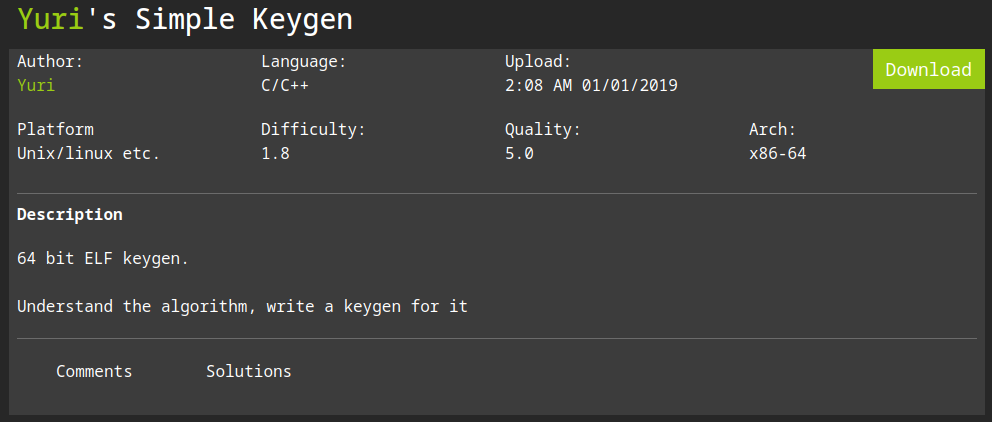 Yuri's Simple Keygen
Author: Language: Upload: Download
Yuri C/C++ 2:08 AM 01/01/2019
Platform Difficulty: Quality: Arch:
Unix/linux etc. 1.8 5.0 x86-64
Description
64 bit ELF keygen.
Understand the algorithm, write a keygen for it
Comments Solutions